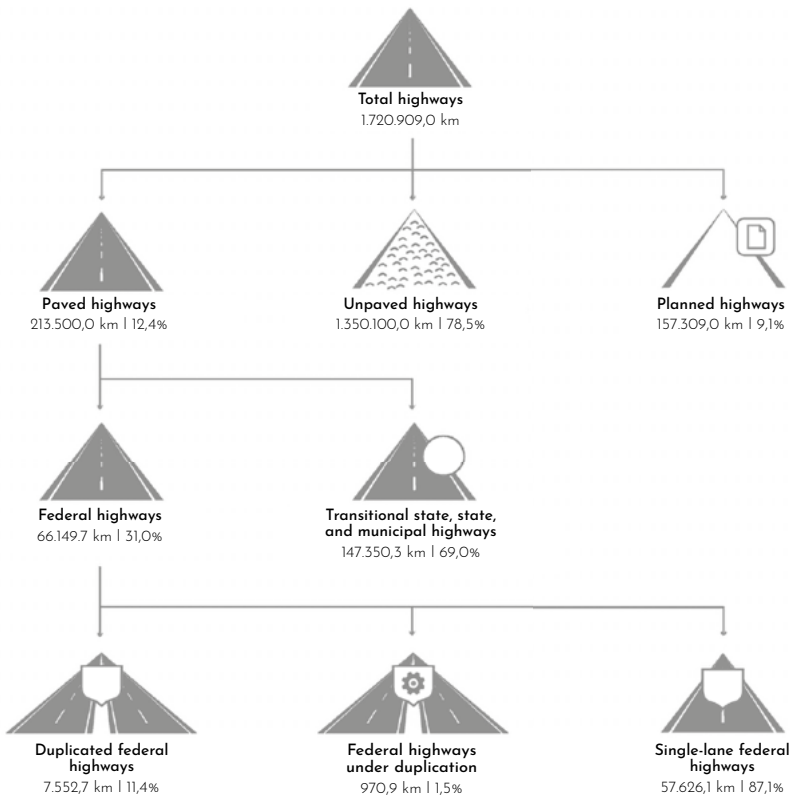 Total highways
1.720.909,0 km
Paved highways
213.500,0 km | 12,4%
Unpaved highways
1.350.100,0 km | 78,5%
Planned highways
157.309,0 km | 9,1%
Federal highways
66.149.7 km | 31,0%
Transitional state, state,
and municipal highways
147.350,3 km | 69,0%
Duplicated federal
highways
7.552,7 km | 11,4%
Federal highways
under duplication
970,9 km | 1,5%
Single-lane federal
highways
57.626,1 km | 87,1%